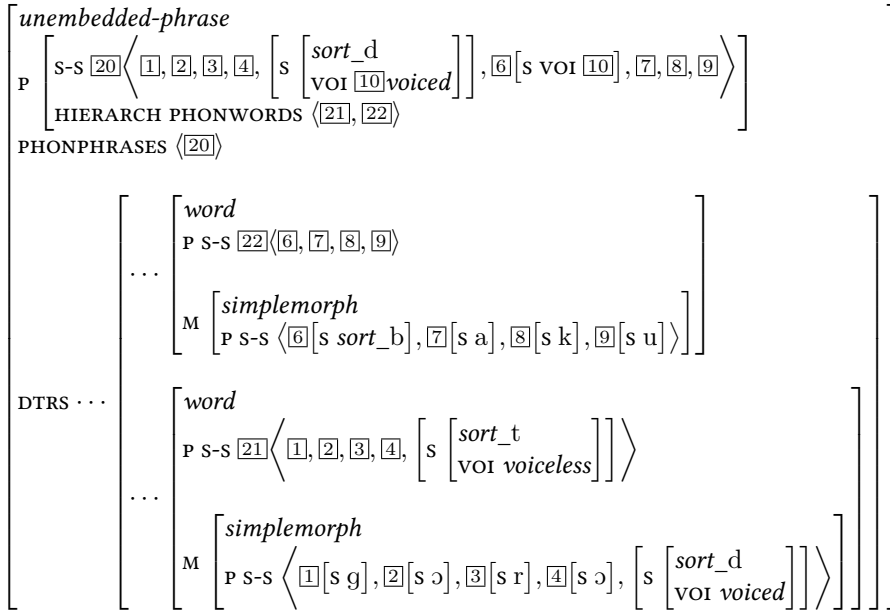 unembedded-phrase
P [S-S [20]⟨[1], [2], [3], [4], [S [sort_d
VOI [10]voiced]], [6][S VOI [10]], [7], [8], [9]⟩
HIERARCH PHONWORDS ⟨[21], [22]⟩]
PHONPHRASES ⟨[20]⟩
word
P S-S [22]⟨[6], [7], [8], [9]⟩
...
simplemorph
M [P S-S ⟨[6][S sort_b], [7][S a], [8][S k], [9][S u]⟩]
DTRS ...
word
P S-S [21]⟨[1], [2], [3], [4], [S [sort_t
VOI voiceless]]⟩
...
simplemorph
M [P S-S ⟨[1][S g], [2][S ɔ], [3][S r], [4][S ɔ], [S [sort_d
VOI voiced]]⟩]